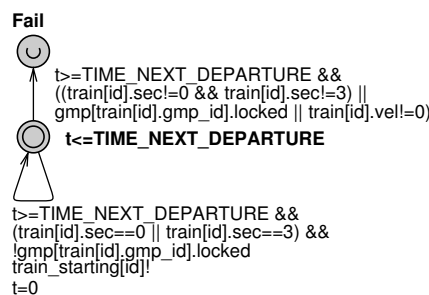 Fail
t>=TIME_NEXT_DEPARTURE &&
((train[id].sec!=0 && train[id].sec!=3) ||
gmp[train[id].gmp_id].locked || train[id].vel!=0)
t<=TIME_NEXT_DEPARTURE
t>=TIME_NEXT_DEPARTURE &&
(train[id].sec==0 || train[id].sec==3) &&
!gmp[train[id].gmp_id].locked
train_starting[id]!
t=0